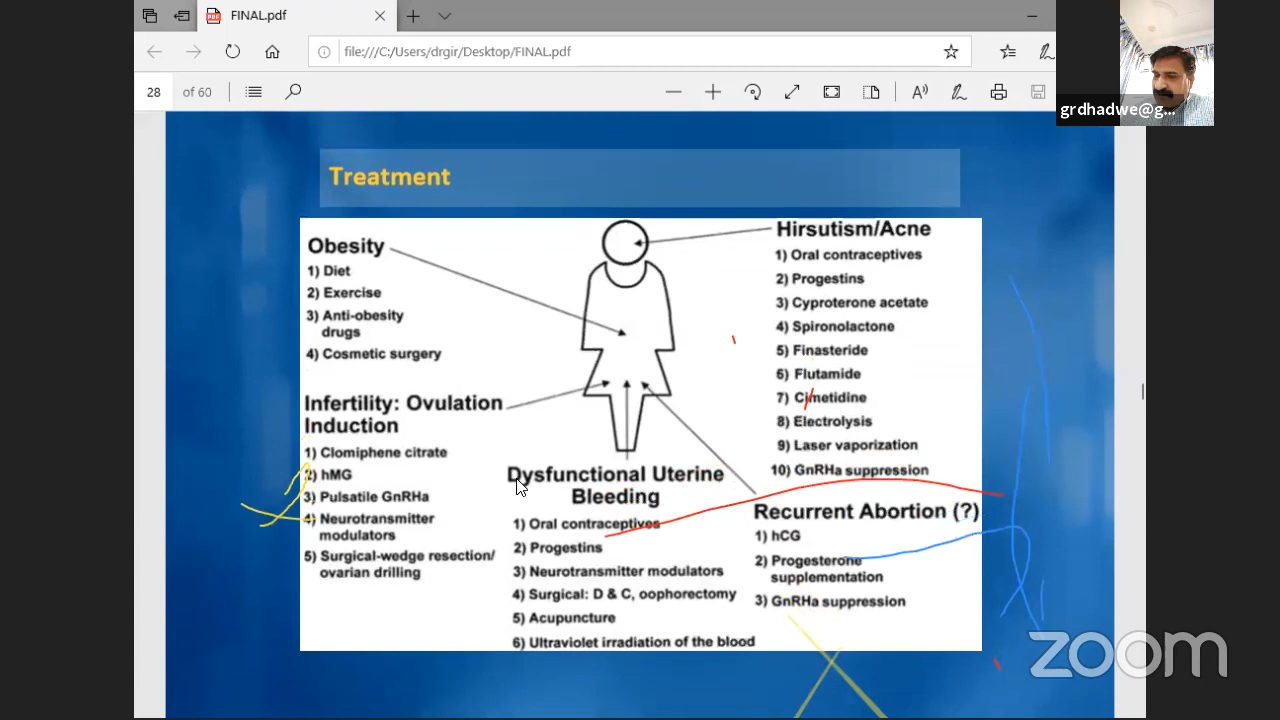 FINAL.pdf
file:///C:/Users/drgir/Desktop/FINAL.pdf
28 of 60
grdhadwe@g...
Treatment
Obesity
1) Diet
2) Exercise
3) Anti-obesity
drugs
4) Cosmetic surgery
Hirsutism/Acne
1) Oral contraceptives
2) Progestins
3) Cyproterone acetate
4) Spironolactone
5) Finasteride
6) Flutamide
7) Cimetidine
8) Electrolysis
9) Laser vaporization
10) GnRHa suppression
Infertility: Ovulation
Induction
1) Clomiphene citrate
2) hMG
3) Pulsatile GnRHa
4) Neurotransmitter
modulators
5) Surgical-wedge resection/
ovarian drilling
Dysfunctional Uterine
Bleeding
1) Oral contraceptives
2) Progestins
3) Neurotransmitter modulators
4) Surgical: D & C, oophorectomy
5) Acupuncture
6) Ultraviolet irradiation of the blood
Recurrent Abortion (?)
1) hCG
2) Progesterone
supplementation
3) GnRHa suppression
zoom